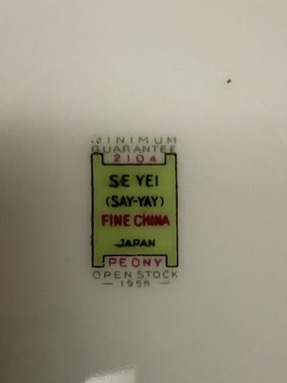 MINIMUM
GUARANTEE
2104
SE YEI
(SAY-YAY)
FINE CHINA
JAPAN
PEONY
OPEN STOCK
— 1958 —